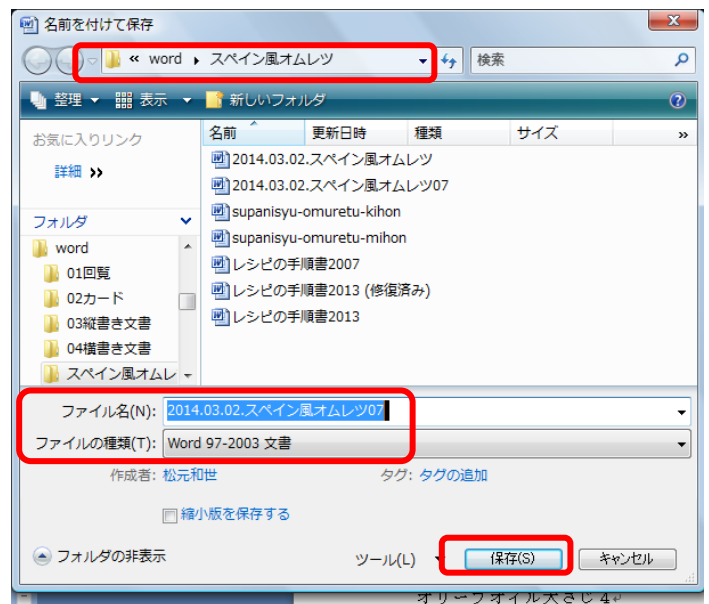 名前を付けて保存
« word ▸ スペイン風オムレツ
検索
整理 ▼ 表示 ▼ 新しいフォルダ
お気に入りリンク
詳細 »
フォルダ
word
01回覧
02カード
03縦書き文書
04横書き文書
スペイン風オムレ
名前 更新日時 種類 サイズ »
2014.03.02.スペイン風オムレツ
2014.03.02.スペイン風オムレツ07
supanisyu-omuretu-kihon
supanisyu-omuretu-mihon
レシピの手順書2007
レシピの手順書2013 (修復済み)
レシピの手順書2013
ファイル名(N): 2014.03.02.スペイン風オムレツ07
ファイルの種類(T): Word 97-2003 文書
作成者: 松元和世 タグ: タグの追加
縮小版を保存する
フォルダの非表示 ツール(L) ▼ 保存(S) キャンセル
オリーブオイル大さじ4